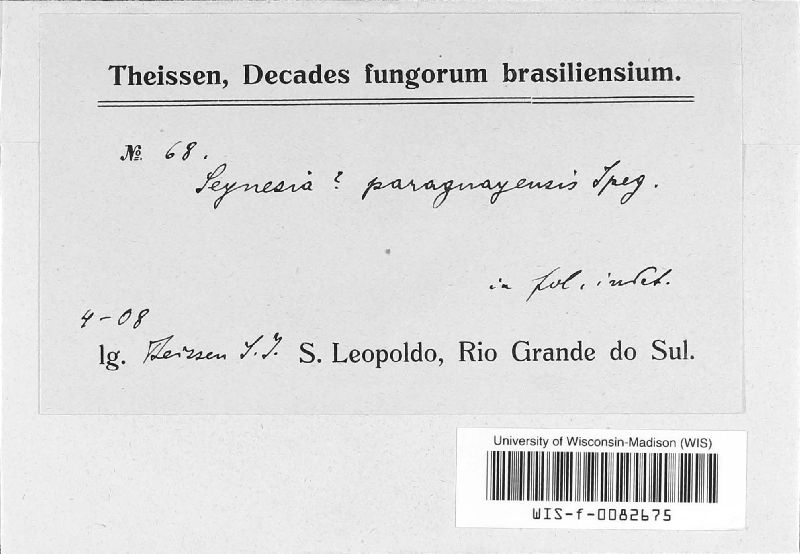 Theissen, Decades fungorum brasiliensium.
№ 68.
Seynesia ? paraguayensis Speg.
in fol. indet.
4-08
lg. Theissen S. J. S. Leopoldo, Rio Grande do Sul.
University of Wisconsin-Madison (WIS)
WIS-f-0082675